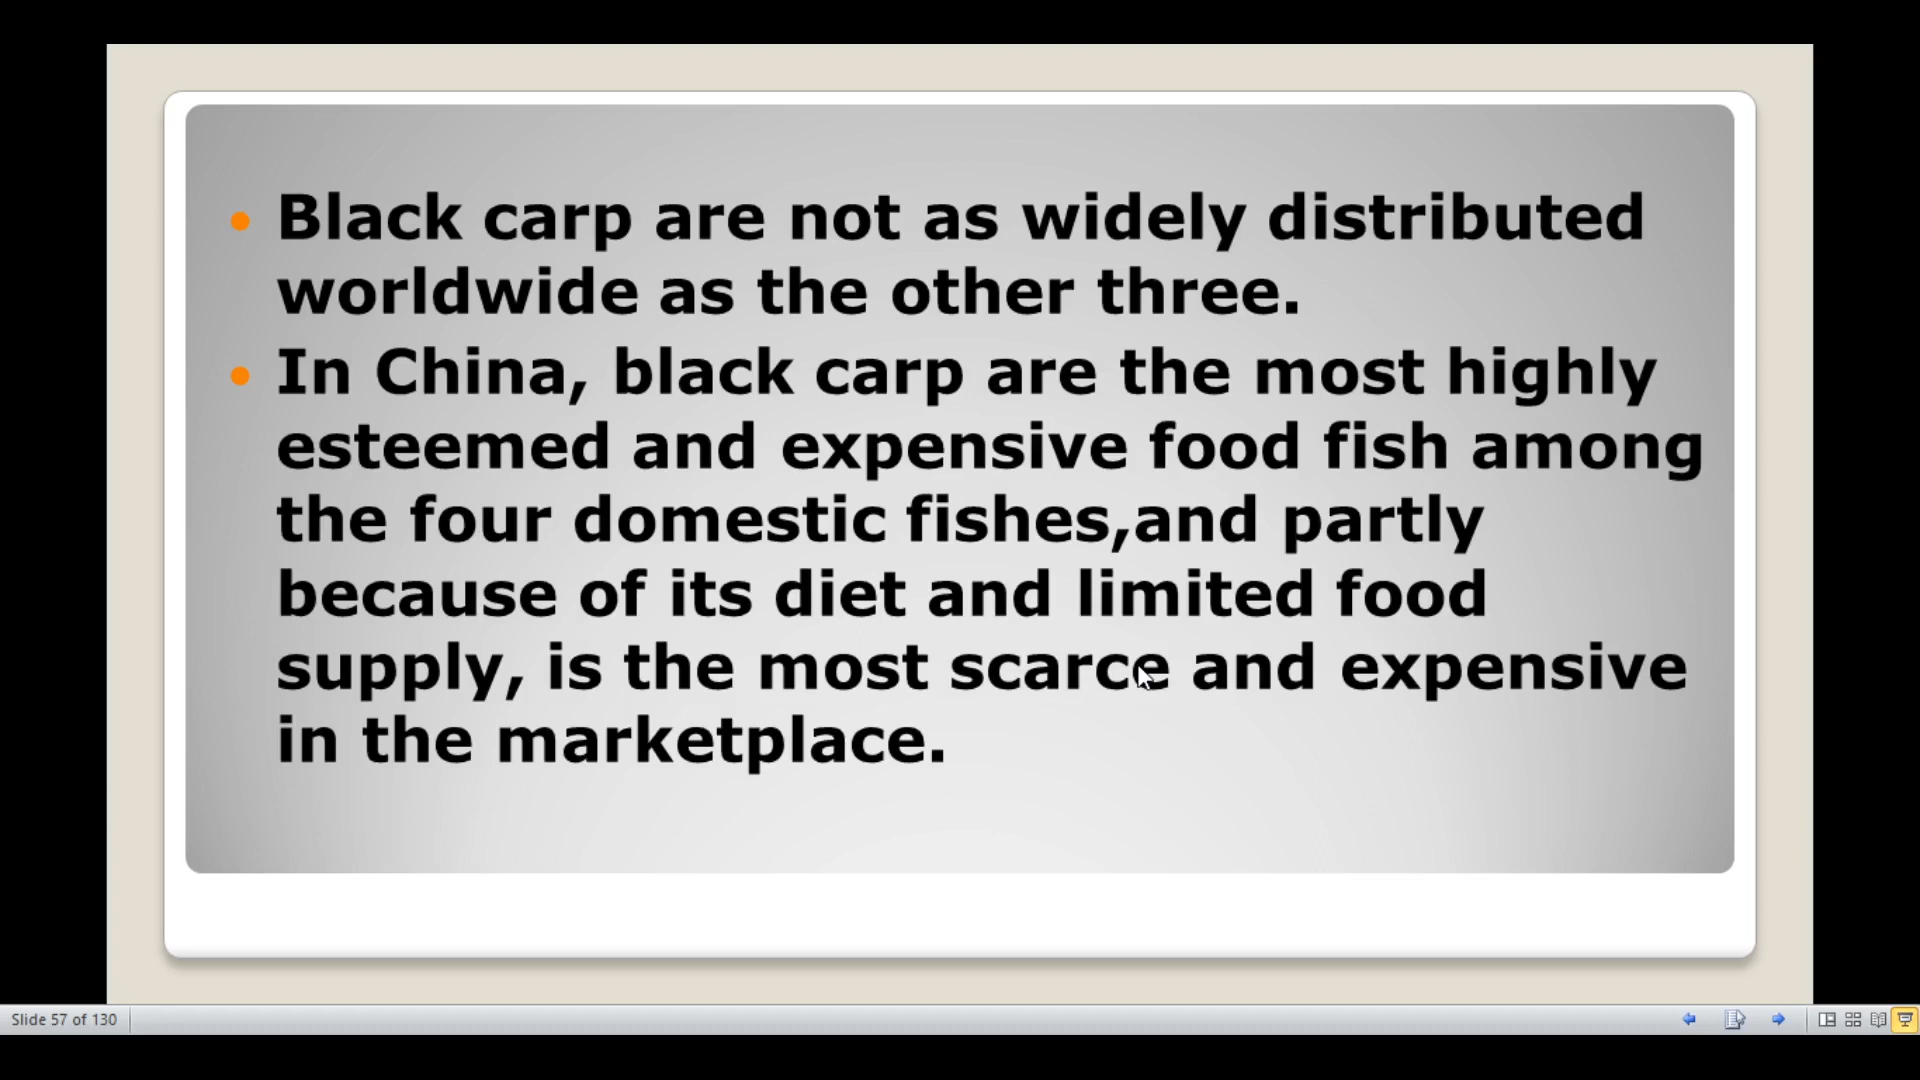 Black carp are not as widely distributed
worldwide as the other three.
In China, black carp are the most highly
esteemed and expensive food fish among
the four domestic fishes,and partly
because of its diet and limited food
supply, is the most scarce and expensive
in the marketplace.
Slide 57 of 130